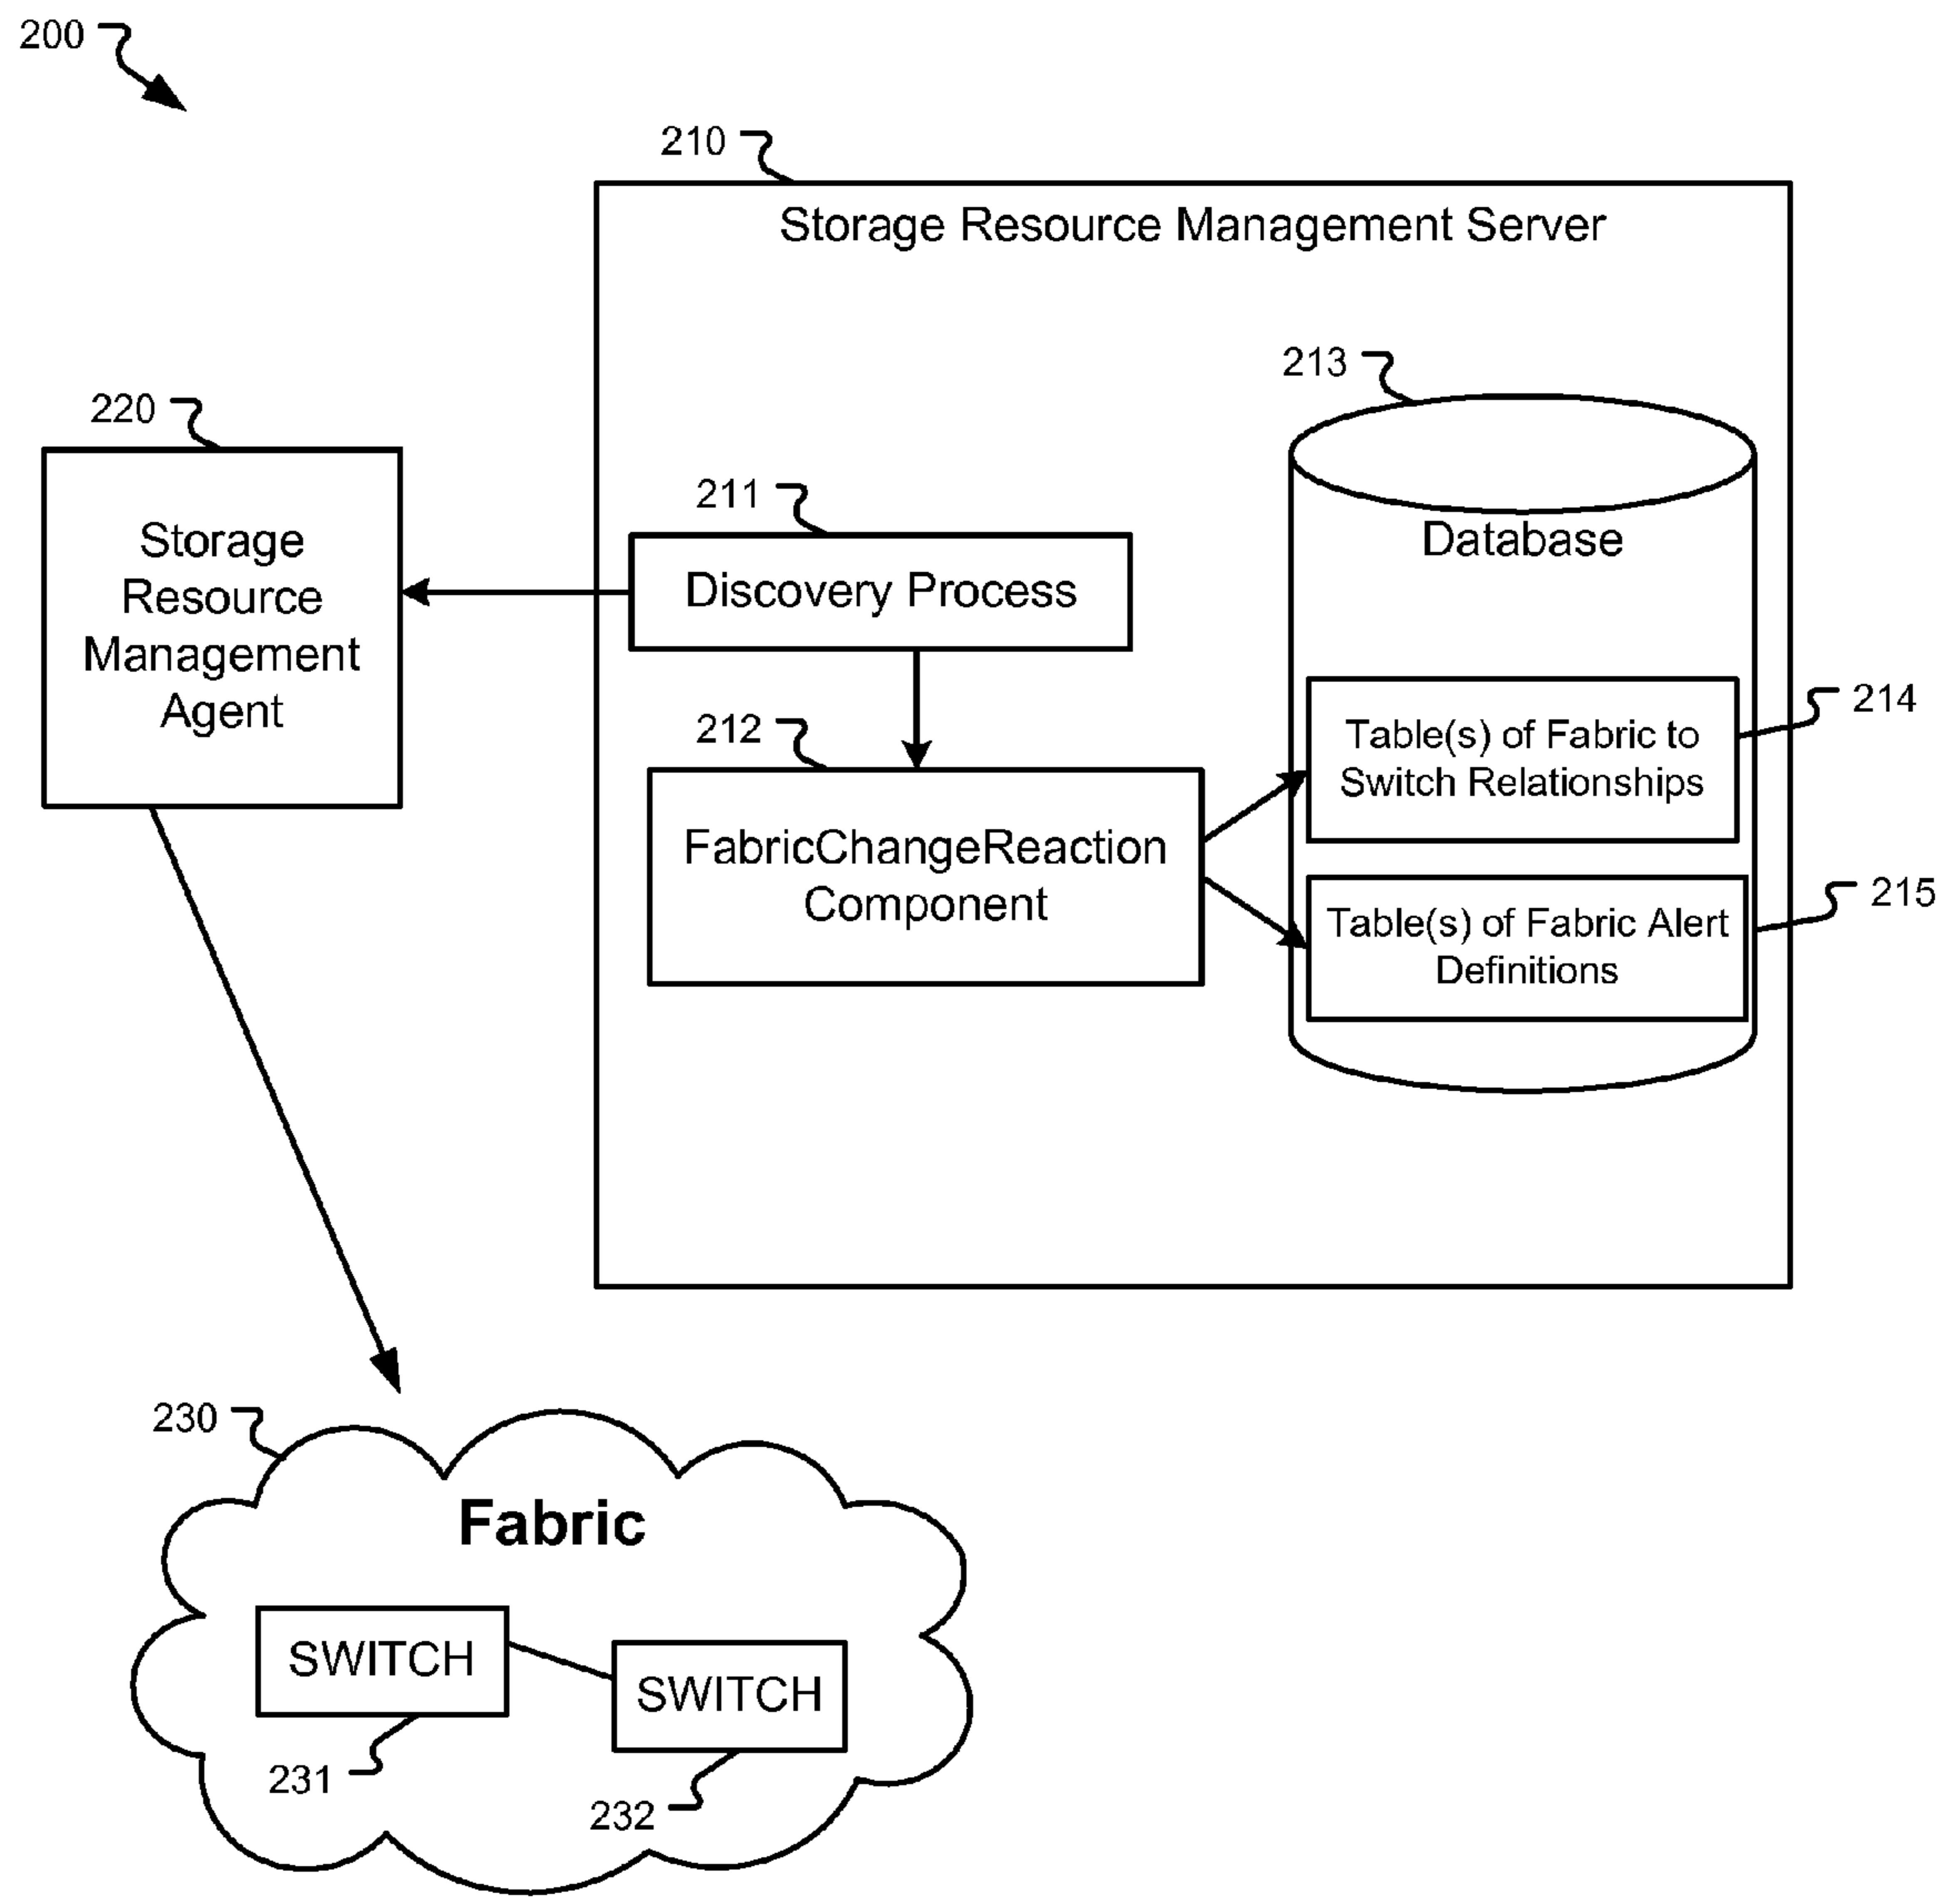 200
210
Storage Resource Management Server
213
220
211
Database
Storage
Resource
Management
Agent
Discovery Process
214
212
Table(s) of Fabric to
Switch Relationships
FabricChangeReaction
Component
215
Table(s) of Fabric Alert
Definitions
230
Fabric
SWITCH
SWITCH
231
232